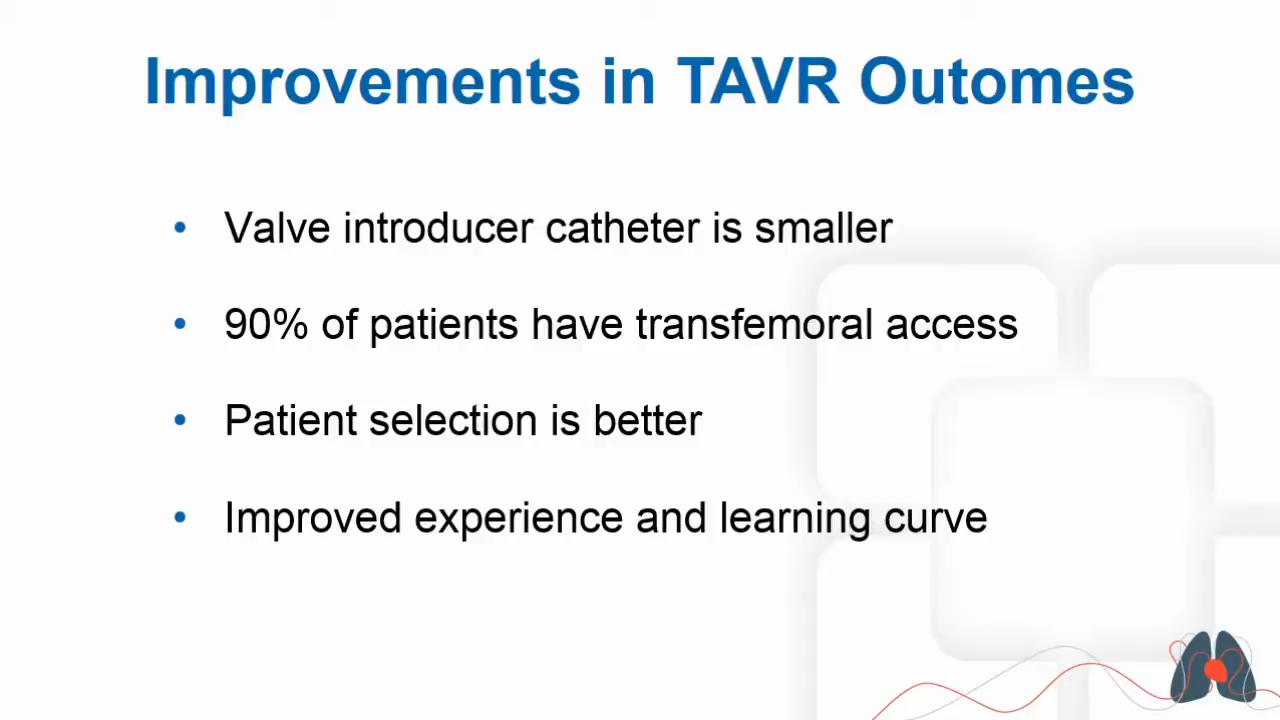 Improvements in TAVR Outomes
• Valve introducer catheter is smaller
• 90% of patients have transfemoral access
• Patient selection is better
• Improved experience and learning curve